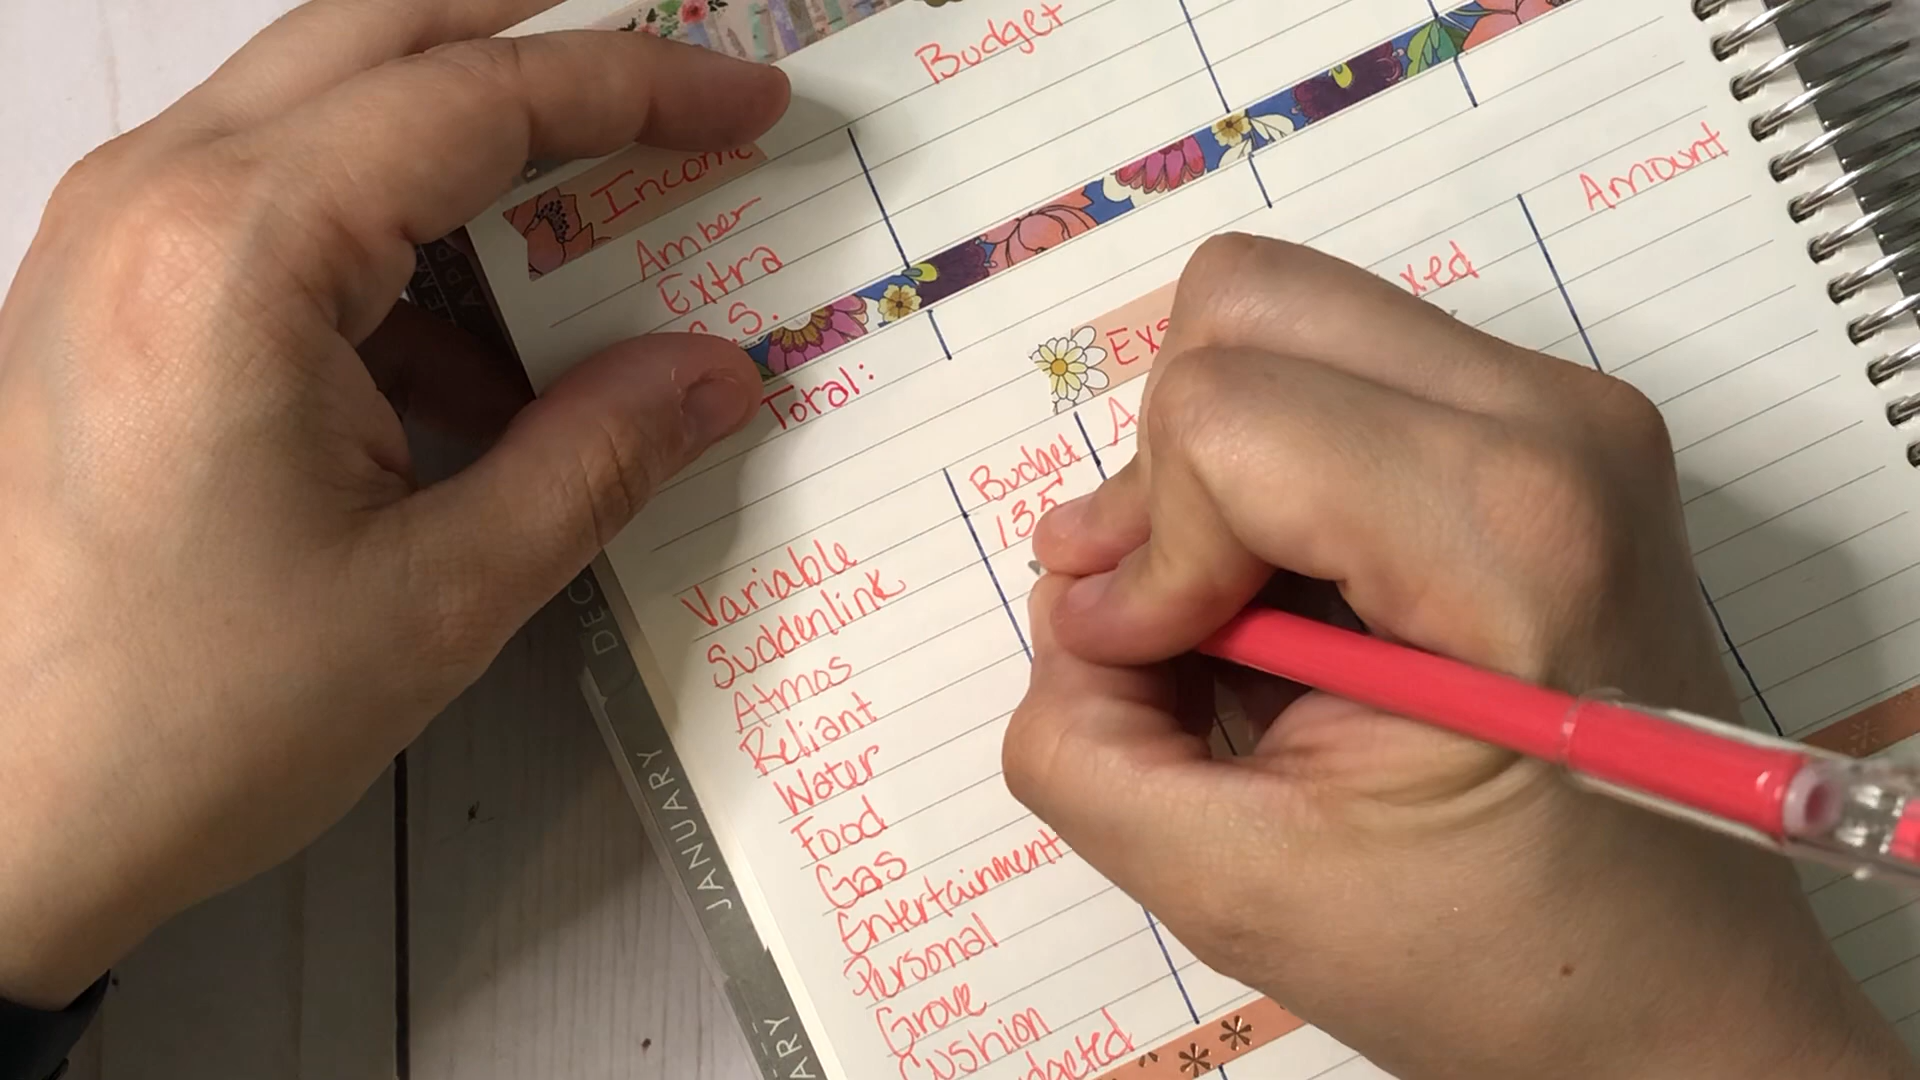 Budget
Income
Amber
Extra
S.
Total:
Amount
Budget
135
Variable
Suddenlink
Atmos
Reliant
Water
Food
Gas
Entertainment
Personal
Grove
Cushion
JANUARY
DEC